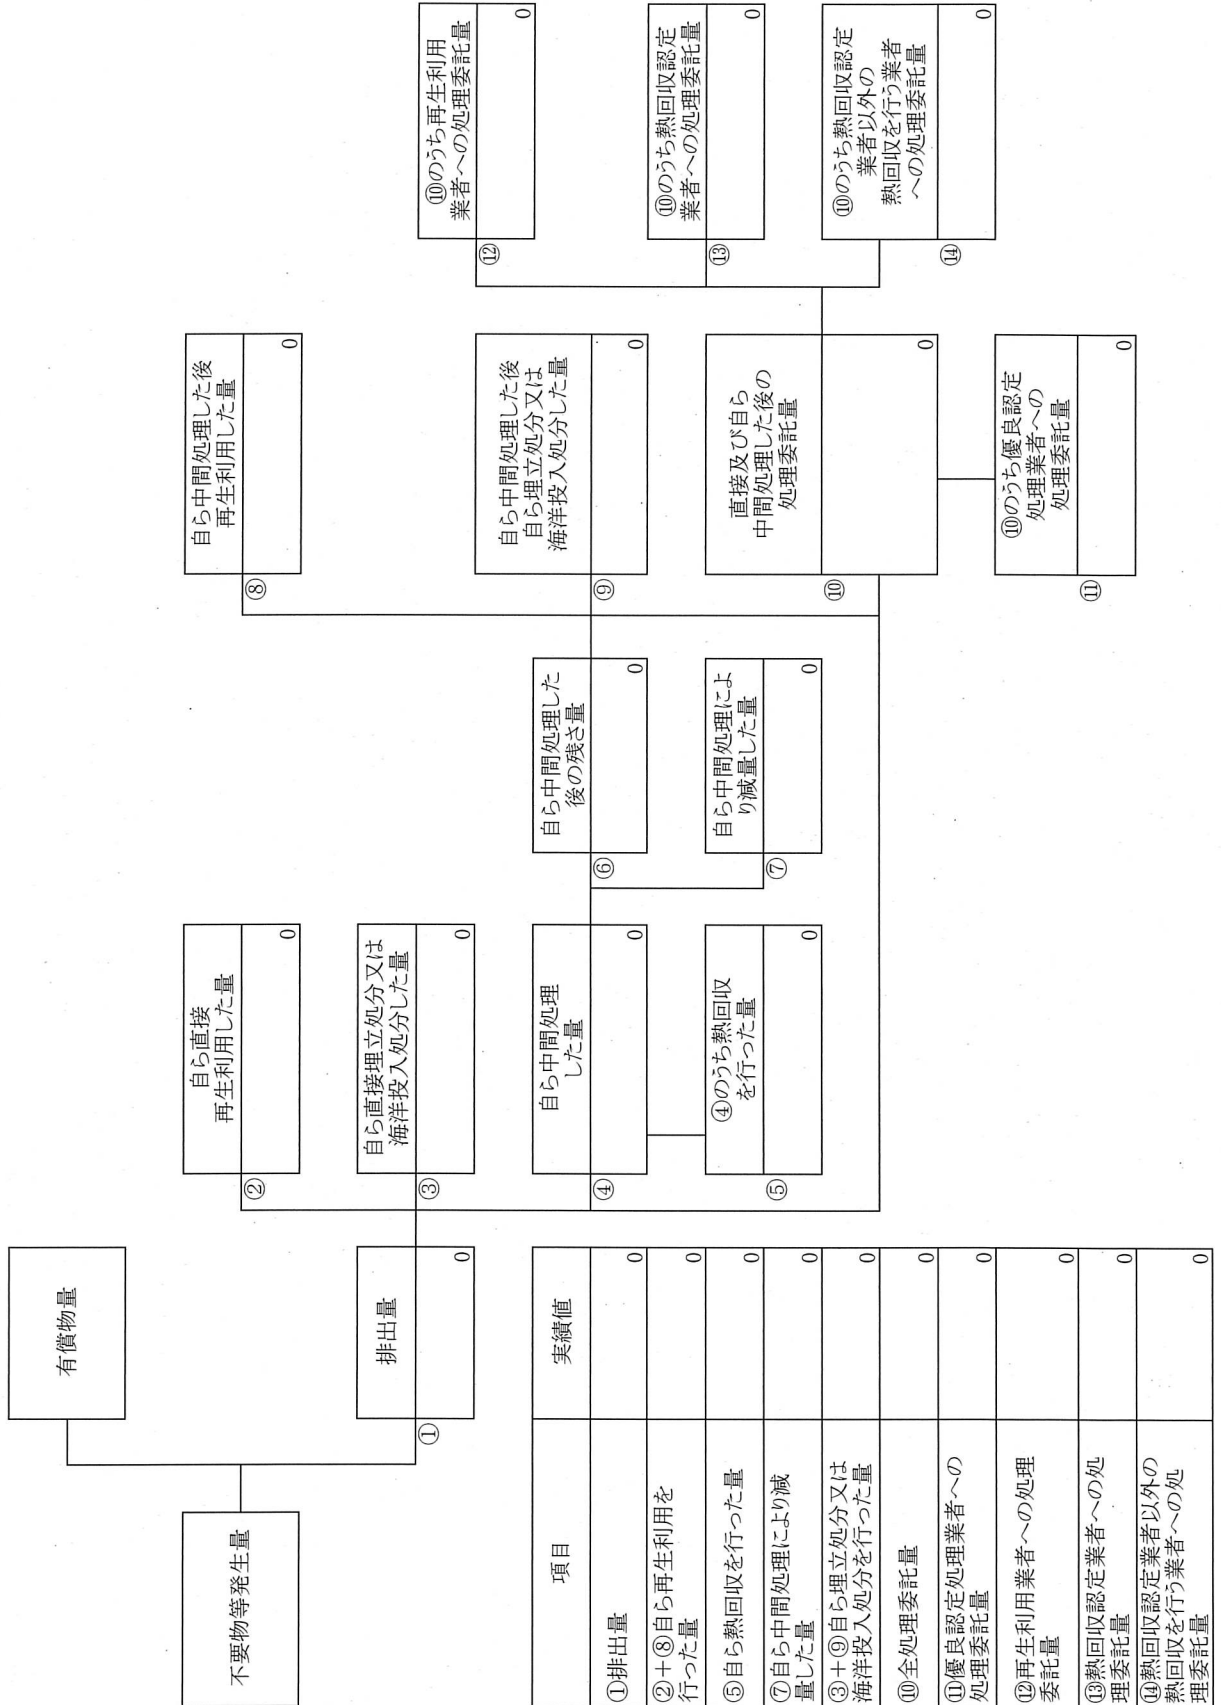 不要物等発生量
有償物量
①
排出量
0
②
自ら直接
再生利用した量
0
③
自ら直接埋立処分又は
海洋投入処分した量
0
④
自ら中間処理
した量
0
⑤
④のうち熱回収
を行った量
0
⑥
自ら中間処理した
後の残さ量
0
⑦
自ら中間処理によ
り減量した量
0
⑧
自ら中間処理した後
再生利用した量
0
⑨
自ら中間処理した後
自ら埋立処分又は
海洋投入処分した量
0
⑩
直接及び自ら
中間処理した後の
処理委託量
0
⑪
⑩のうち優良認定
処理業者への
処理委託量
0
⑫
⑩のうち再生利用
業者への処理委託量
0
⑬
⑩のうち熱回収認定
業者への処理委託量
0
⑭
⑩のうち熱回収認定
業者以外の
熱回収を行う業者
への処理委託量
0
項目
実績値
①排出量
0
②+⑧自ら再生利用を
行った量
0
⑤自ら熱回収を行った量
0
⑦自ら中間処理により減
量した量
0
③+⑨自ら埋立処分又は
海洋投入処分を行った量
0
⑩全処理委託量
0
⑪優良認定処理業者への
処理委託量
0
⑫再生利用業者への処理
委託量
0
⑬熱回収認定業者への処
理委託量
0
⑭熱回収認定業者以外の
熱回収を行う業者への処
理委託量
0